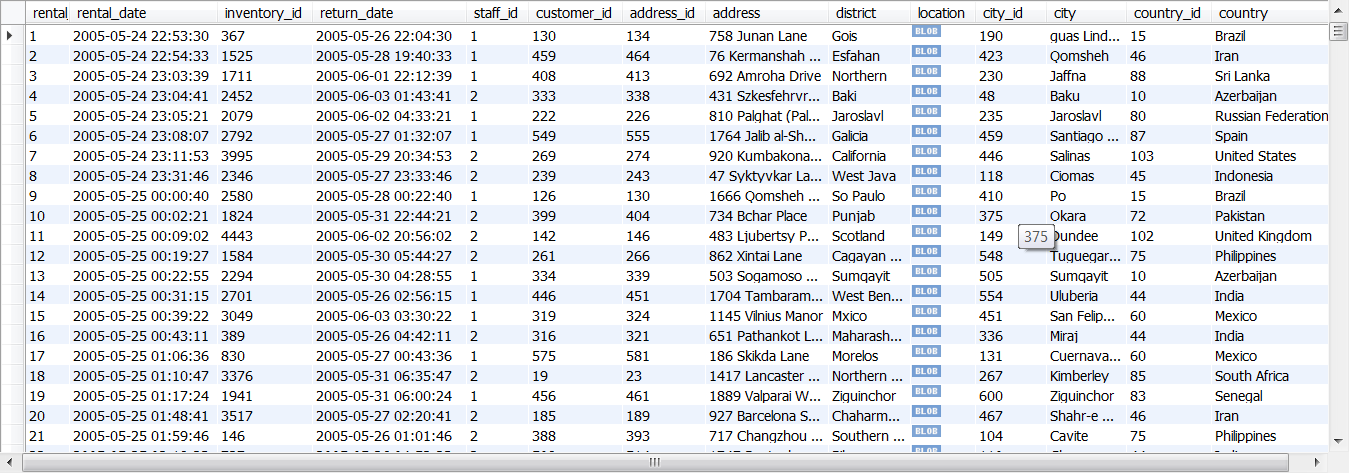 rental rental_date inventory_id return_date staff_id customer_id address_id address district location city_id city country_id country
1 2005-05-24 22:53:30 367 2005-05-26 22:04:30 1 130 134 758 Junan Lane Gois BLOB 190 guas Lind... 15 Brazil
2 2005-05-24 22:54:33 1525 2005-05-28 19:40:33 1 459 464 76 Kermanshah ... Esfahan BLOB 423 Qomsheh 46 Iran
3 2005-05-24 23:03:39 1711 2005-06-01 22:12:39 1 408 413 692 Amroha Drive Northern BLOB 230 Jaffna 88 Sri Lanka
4 2005-05-24 23:04:41 2452 2005-06-03 01:43:41 2 333 338 431 Szkesfehrvr... Baki BLOB 48 Baku 10 Azerbaijan
5 2005-05-24 23:05:21 2079 2005-06-02 04:33:21 1 222 226 810 Palghat (Pal... Jaroslavl BLOB 235 Jaroslavl 80 Russian Federation
6 2005-05-24 23:08:07 2792 2005-05-27 01:32:07 1 549 555 1764 Jalib al-Sh... Galicia BLOB 459 Santiago ... 87 Spain
7 2005-05-24 23:11:53 3995 2005-05-29 20:34:53 2 269 274 920 Kumbakona... California BLOB 446 Salinas 103 United States
8 2005-05-24 23:31:46 2346 2005-05-27 23:33:46 2 239 243 47 Syktyvkar La... West Java BLOB 118 Ciomas 45 Indonesia
9 2005-05-25 00:00:40 2580 2005-05-28 00:22:40 1 126 130 1666 Qomsheh ... So Paulo BLOB 410 Po 15 Brazil
10 2005-05-25 00:02:21 1824 2005-05-31 22:44:21 2 399 404 734 Bchar Place Punjab BLOB 375 Okara 72 Pakistan
11 2005-05-25 00:09:02 4443 2005-06-02 20:56:02 2 142 146 483 Ljubertsy P... Scotland BLOB 149 375 Dundee 102 United Kingdom
12 2005-05-25 00:19:27 1584 2005-05-30 05:44:27 2 261 266 862 Xintai Lane Cagayan ... BLOB 548 Tuguegar... 75 Philippines
13 2005-05-25 00:22:55 2294 2005-05-30 04:28:55 1 334 339 503 Sogamoso ... Sumqayit BLOB 505 Sumqayit 10 Azerbaijan
14 2005-05-25 00:31:15 2701 2005-05-26 02:56:15 1 446 451 1704 Tambaram... West Ben... BLOB 554 Uluberia 44 India
15 2005-05-25 00:39:22 3049 2005-06-03 03:30:22 1 319 324 1145 Vilnius Manor Mxico BLOB 451 San Felip... 60 Mexico
16 2005-05-25 00:43:11 389 2005-05-26 04:42:11 2 316 321 651 Pathankot L... Maharash... BLOB 336 Miraj 44 India
17 2005-05-25 01:06:36 830 2005-05-27 00:43:36 1 575 581 186 Skikda Lane Morelos BLOB 131 Cuernava... 60 Mexico
18 2005-05-25 01:10:47 3376 2005-05-31 06:35:47 2 19 23 1417 Lancaster ... Northern ... BLOB 267 Kimberley 85 South Africa
19 2005-05-25 01:17:24 1941 2005-05-31 06:00:24 1 456 461 1889 Valparai W... Ziguinchor BLOB 600 Ziguinchor 83 Senegal
20 2005-05-25 01:48:41 3517 2005-05-27 02:20:41 2 185 189 927 Barcelona S... Chaharm... BLOB 467 Shahr-e ... 46 Iran
21 2005-05-25 01:59:46 146 2005-05-26 01:01:46 2 388 393 717 Changzhou ... Southern ... BLOB 104 Cavite 75 Philippines